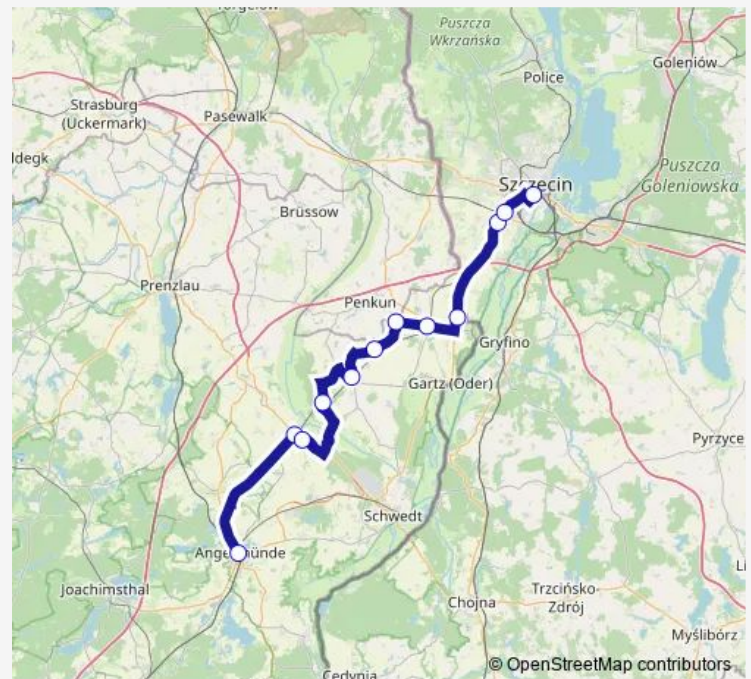 Torgelow
Puszcza
Wkrzańska
Goleniów
Police
Strasburg
(Uckermark)
Pasewalk
ldegk
Puszcza
Goleniowska
Szczecin
Brüssow
Prenzlau
Penkun
Gryfino
Gartz (Oder)
Pyrzyce
Schwedt
Angermünde
Joachimsthal
Trzcińsko-
Zdrój
Chojna
Myślibórz
Cedynia
© OpenStreetMap contributors